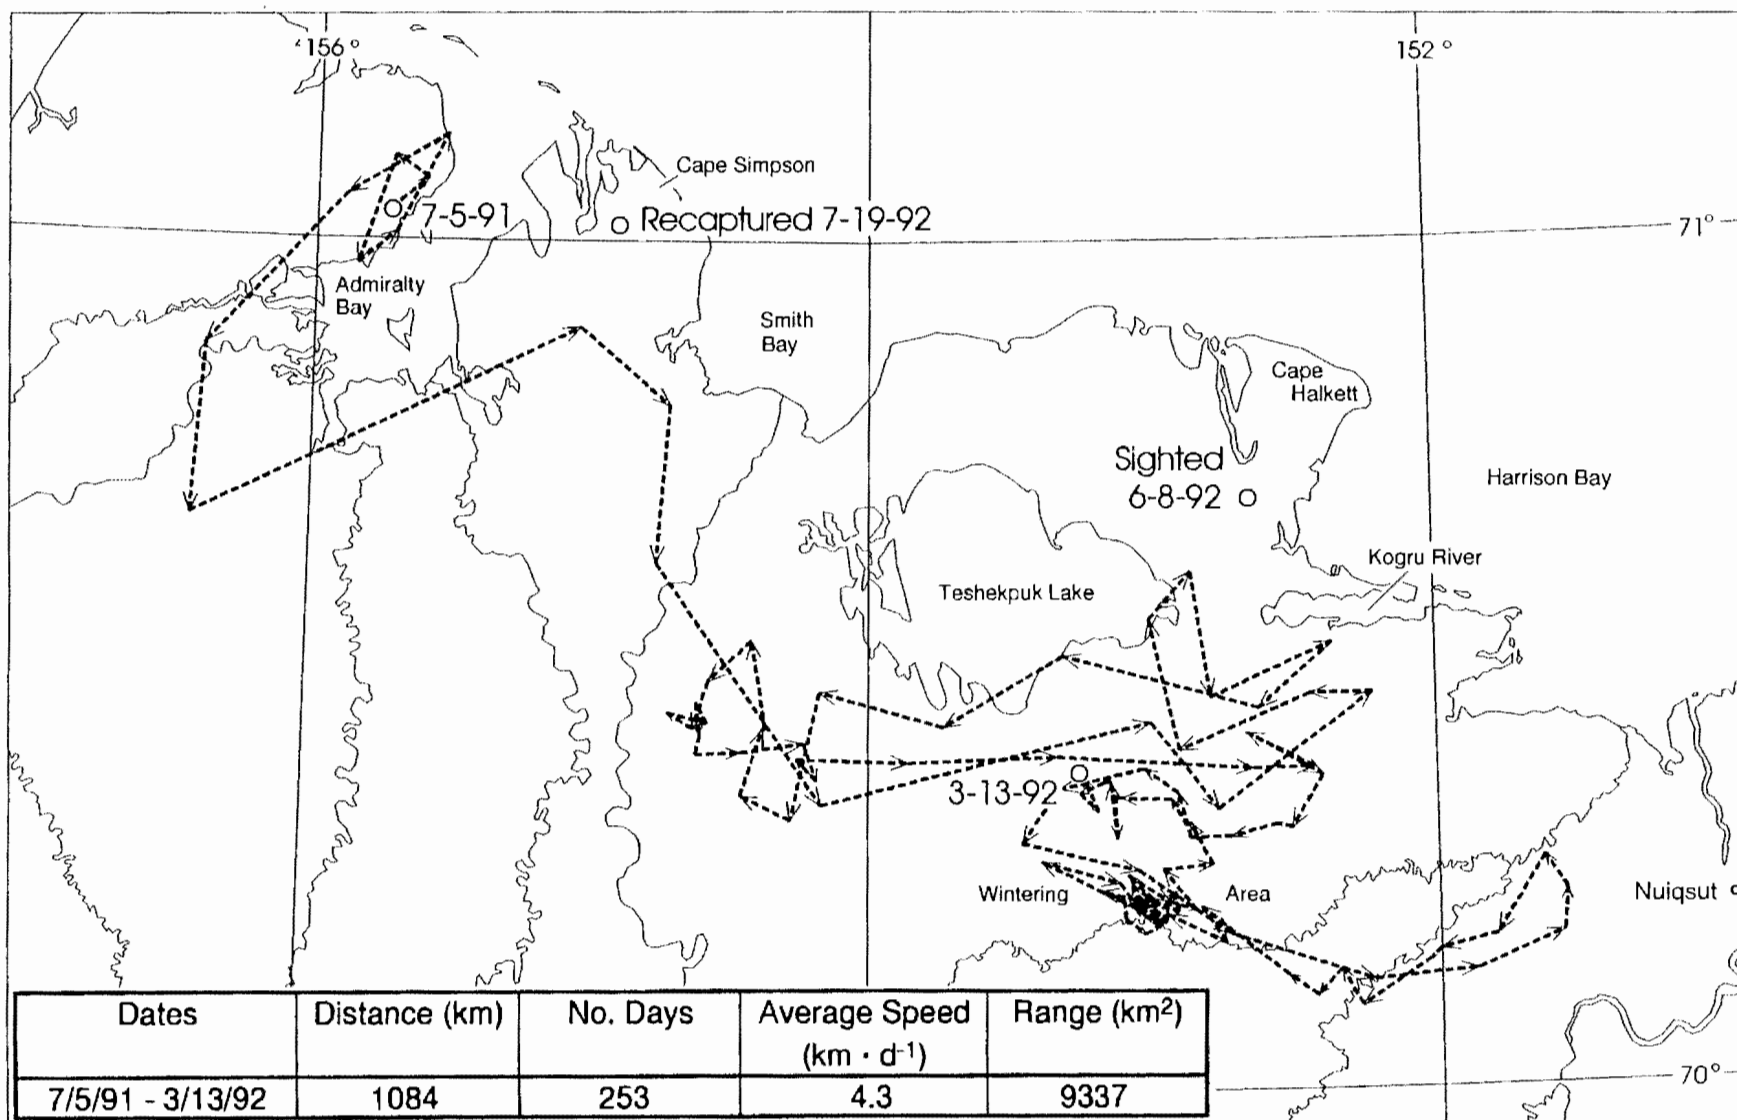 156°
152°
Cape Simpson
7-5-91
Recaptured 7-19-92
71°
Admiralty
Bay
Smith
Bay
Cape
Halkett
Sighted
6-8-92
Harrison Bay
Kogru River
Teshekpuk Lake
3-13-92
Wintering Area
Nuiqsut
70°
Dates Distance (km) No. Days Average Speed (km · d-1) Range (km2)
7/5/91 - 3/13/92 1084 253 4.3 9337